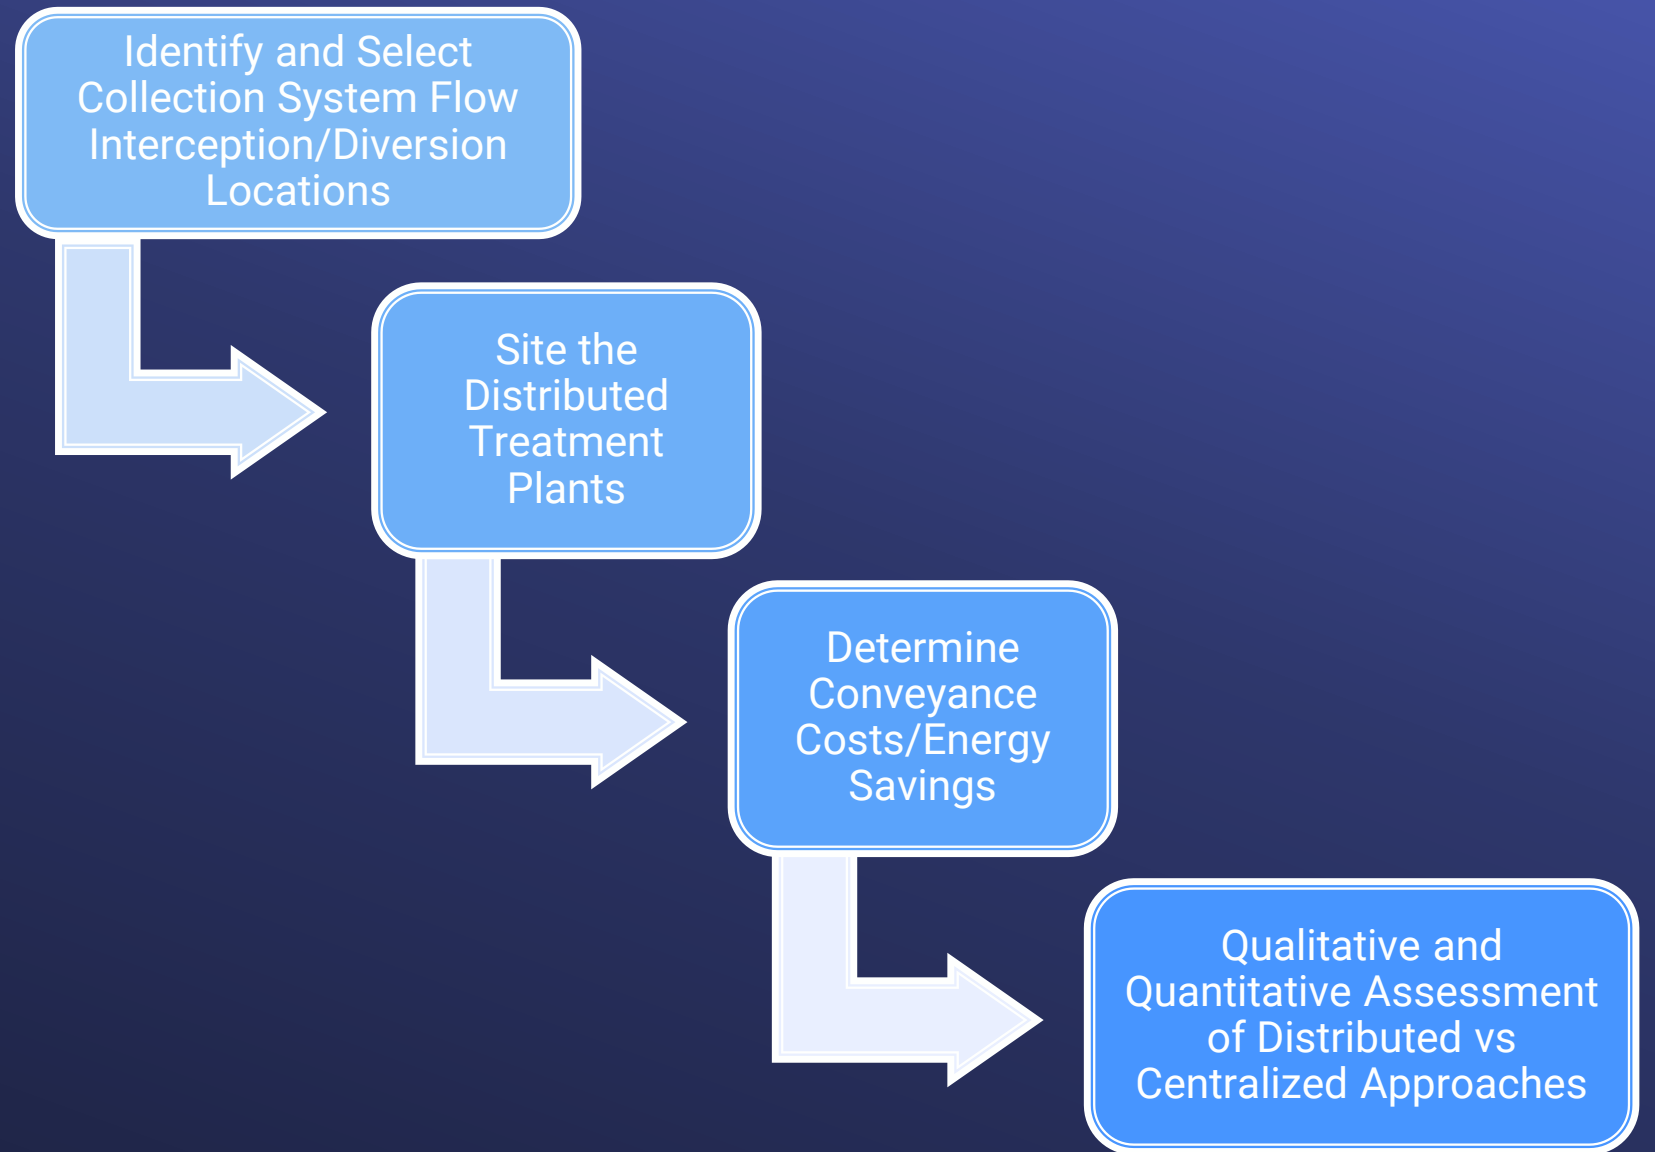 Identify and Select
Collection System Flow
Interception/Diversion
Locations
Site the
Distributed
Treatment
Plants
Determine
Conveyance
Costs/Energy
Savings
Qualitative and
Quantitative Assessment
of Distributed vs
Centralized Approaches